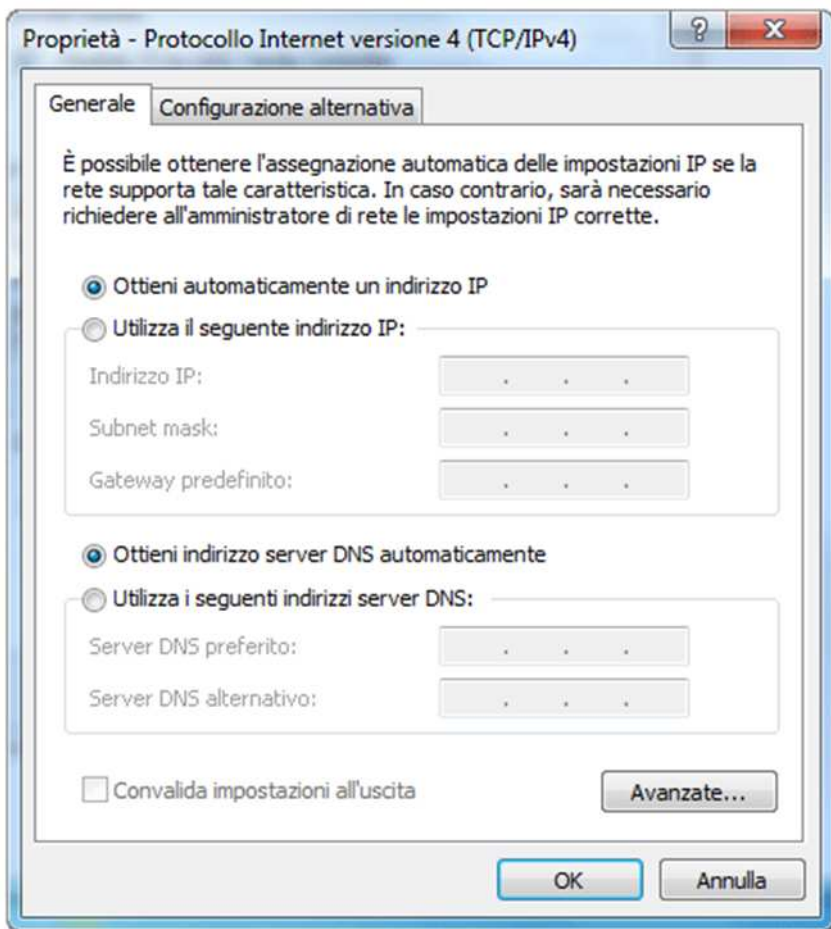 Proprietà - Protocollo Internet versione 4 (TCP/IPv4)
Generale
Configurazione alternativa
È possibile ottenere l'assegnazione automatica delle impostazioni IP se la
rete supporta tale caratteristica. In caso contrario, sarà necessario
richiedere all'amministratore di rete le impostazioni IP corrette.
Ottieni automaticamente un indirizzo IP
Utilizza il seguente indirizzo IP:
Indirizzo IP:
Subnet mask:
Gateway predefinito:
Ottieni indirizzo server DNS automaticamente
Utilizza i seguenti indirizzi server DNS:
Server DNS preferito:
Server DNS alternativo:
Convalida impostazioni all'uscita
Avanzate...
OK
Annulla